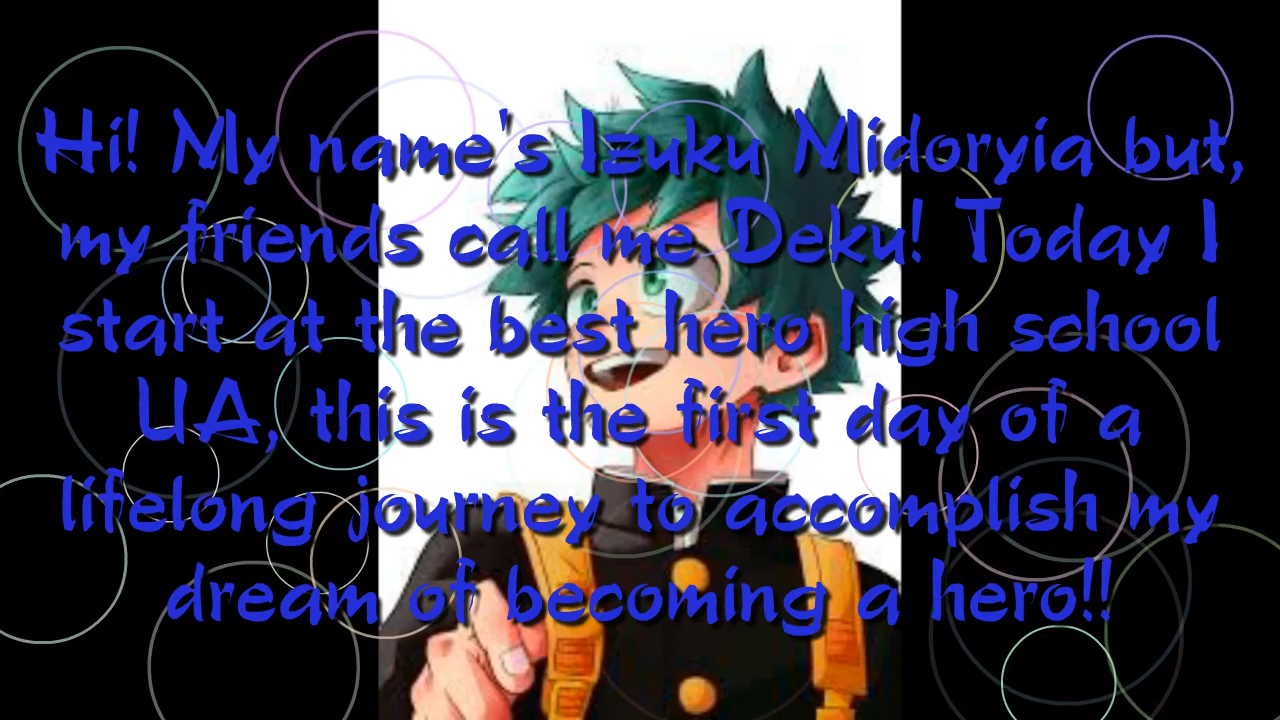 Hi! My name's Izuku Midoryia but,
my friends call me Deku! Today I
start at the best hero high school
UA, this is the first day of a
lifelong journey to accomplish my
dream of becoming a hero!!